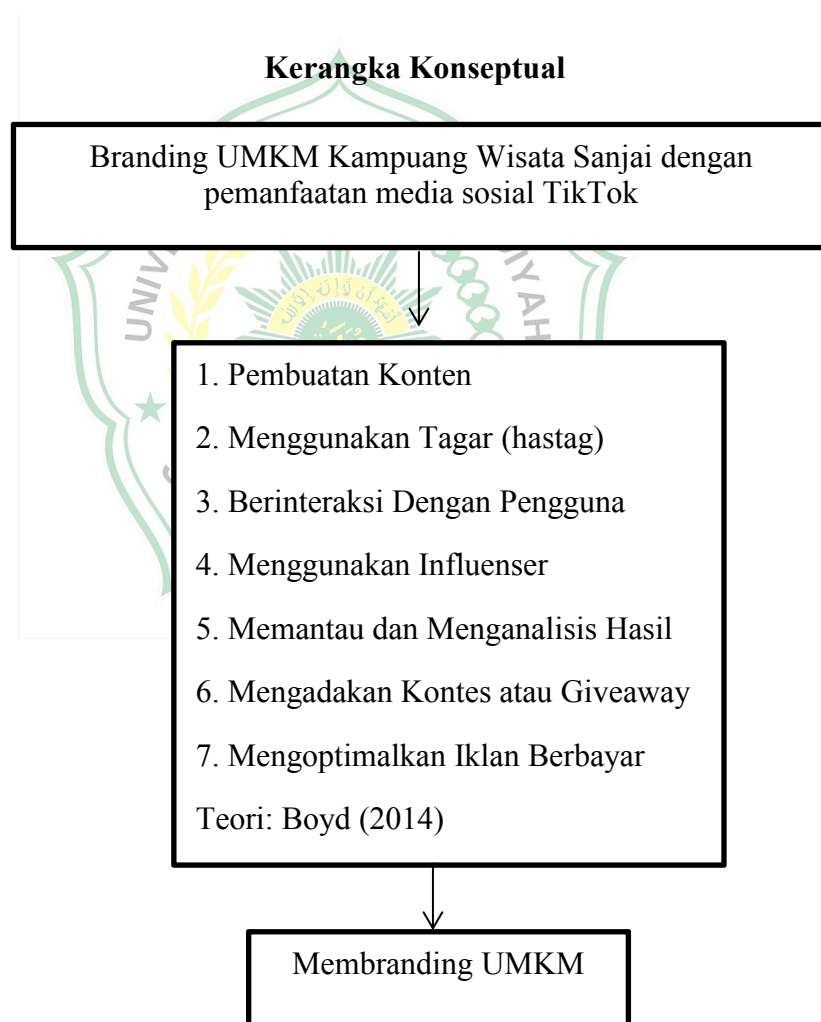 Kerangka Konseptual
Branding UMKM Kampuang Wisata Sanjai dengan
pemanfaatan media sosial TikTok
1. Pembuatan Konten
2. Menggunakan Tagar (hastag)
3. Berinteraksi Dengan Pengguna
4. Menggunakan Influenser
5. Memantau dan Menganalisis Hasil
6. Mengadakan Kontes atau Giveaway
7. Mengoptimalkan Iklan Berbayar
Teori: Boyd (2014)
Membranding UMKM